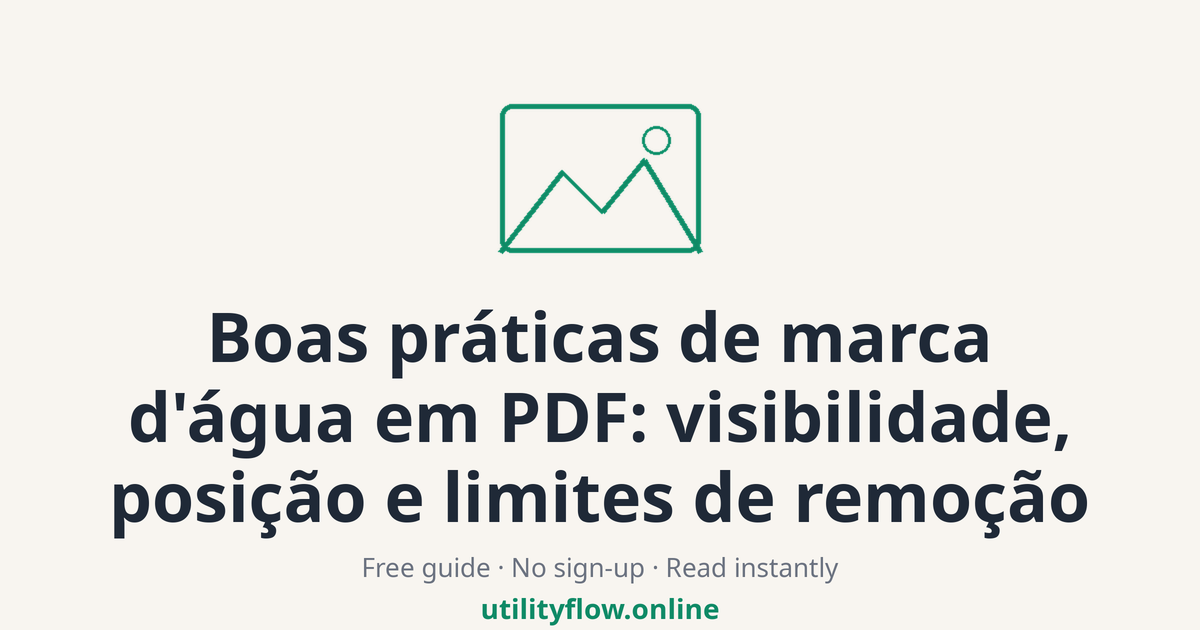 Boas práticas de marca
d'água em PDF: visibilidade,
posição e limites de remoção
Free guide · No sign-up · Read instantly
utilityflow.online